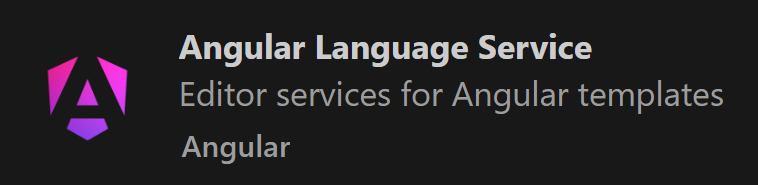 Angular Language Service
Editor services for Angular templates
Angular